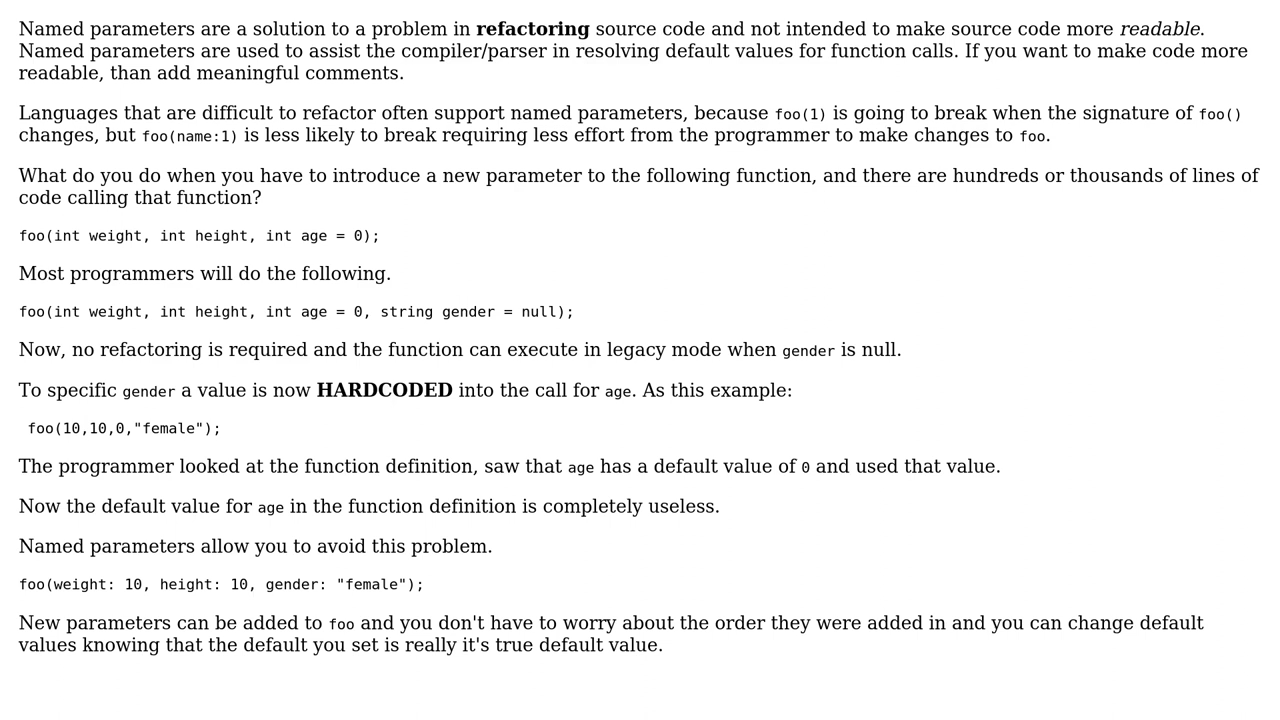 Named parameters are a solution to a problem in refactoring source code and not intended to make source code more readable.
Named parameters are used to assist the compiler/parser in resolving default values for function calls. If you want to make code more
readable, than add meaningful comments.
Languages that are difficult to refactor often support named parameters, because foo(1) is going to break when the signature of foo()
changes, but foo(name:1) is less likely to break requiring less effort from the programmer to make changes to foo.
What do you do when you have to introduce a new parameter to the following function, and there are hundreds or thousands of lines of
code calling that function?
foo(int weight, int height, int age = 0);
Most programmers will do the following.
foo(int weight, int height, int age = 0, string gender = null);
Now, no refactoring is required and the function can execute in legacy mode when gender is null.
To specific gender a value is now HARDCODED into the call for age. As this example:
foo(10,10,0,"female");
The programmer looked at the function definition, saw that age has a default value of 0 and used that value.
Now the default value for age in the function definition is completely useless.
Named parameters allow you to avoid this problem.
foo(weight: 10, height: 10, gender: "female");
New parameters can be added to foo and you don't have to worry about the order they were added in and you can change default
values knowing that the default you set is really it's true default value.